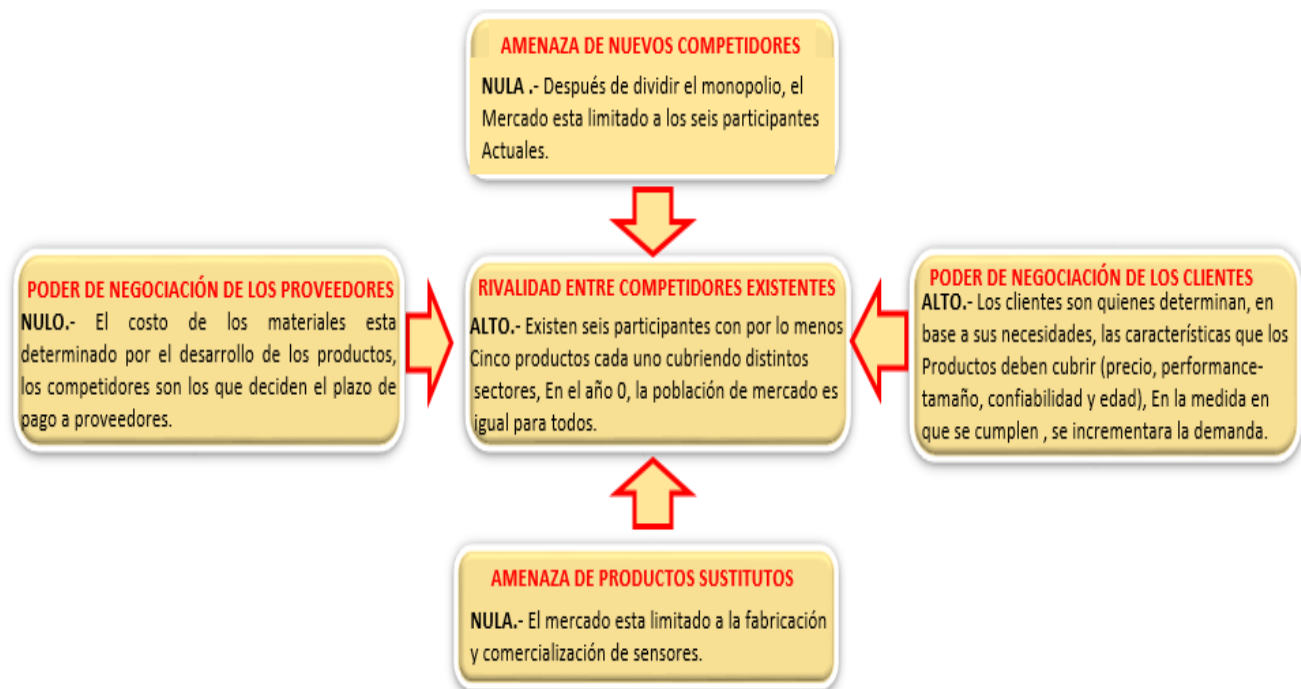 AMENAZA DE NUEVOS COMPETIDORES
NULA .- Después de dividir el monopolio, el
Mercado esta limitado a los seis participantes
Actuales.
PODER DE NEGOCIACIÓN DE LOS PROVEEDORES
NULO.- El costo de los materiales esta
determinado por el desarrollo de los productos,
los competidores son los que deciden el plazo de
pago a proveedores.
RIVALIDAD ENTRE COMPETIDORES EXISTENTES
ALTO.- Existen seis participantes con por lo menos
Cinco productos cada uno cubriendo distintos
sectores, En el año 0, la población de mercado es
igual para todos.
PODER DE NEGOCIACIÓN DE LOS CLIENTES
ALTO.- Los clientes son quienes determinan, en
base a sus necesidades, las características que los
Productos deben cubrir (precio, performance-
tamaño, confiabilidad y edad), En la medida en
que se cumplen , se incrementara la demanda.
AMENAZA DE PRODUCTOS SUSTITUTOS
NULA.- El mercado esta limitado a la fabricación
y comercialización de sensores.